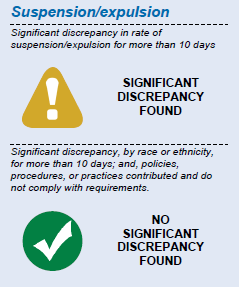 Suspension/expulsion
Significant discrepancy in rate of
suspension/expulsion for more than 10 days
SIGNIFICANT
DISCREPANCY
FOUND
Significant discrepancy, by race or ethnicity,
for more than 10 days; and, policies,
procedures, or practices contributed and do
not comply with requirements.
NO
SIGNIFICANT
DISCREPANCY
FOUND